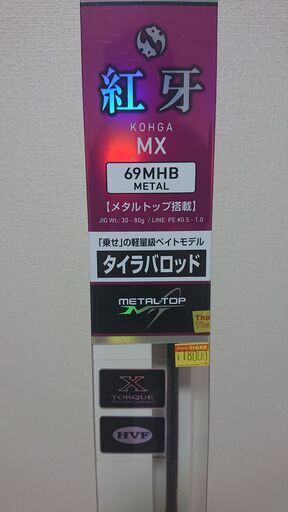 紅牙
KOHGA
MX
69MHB
METAL
【メタルトップ搭載】
JIG Wt.: 30 - 80g / LINE: PE #0.5 - 1.0
「乗せ」の軽量級ベイトモデル
タイラバロッド
METAL-TOP
MT
Tha
¥18000
X
TORQUE
HVF